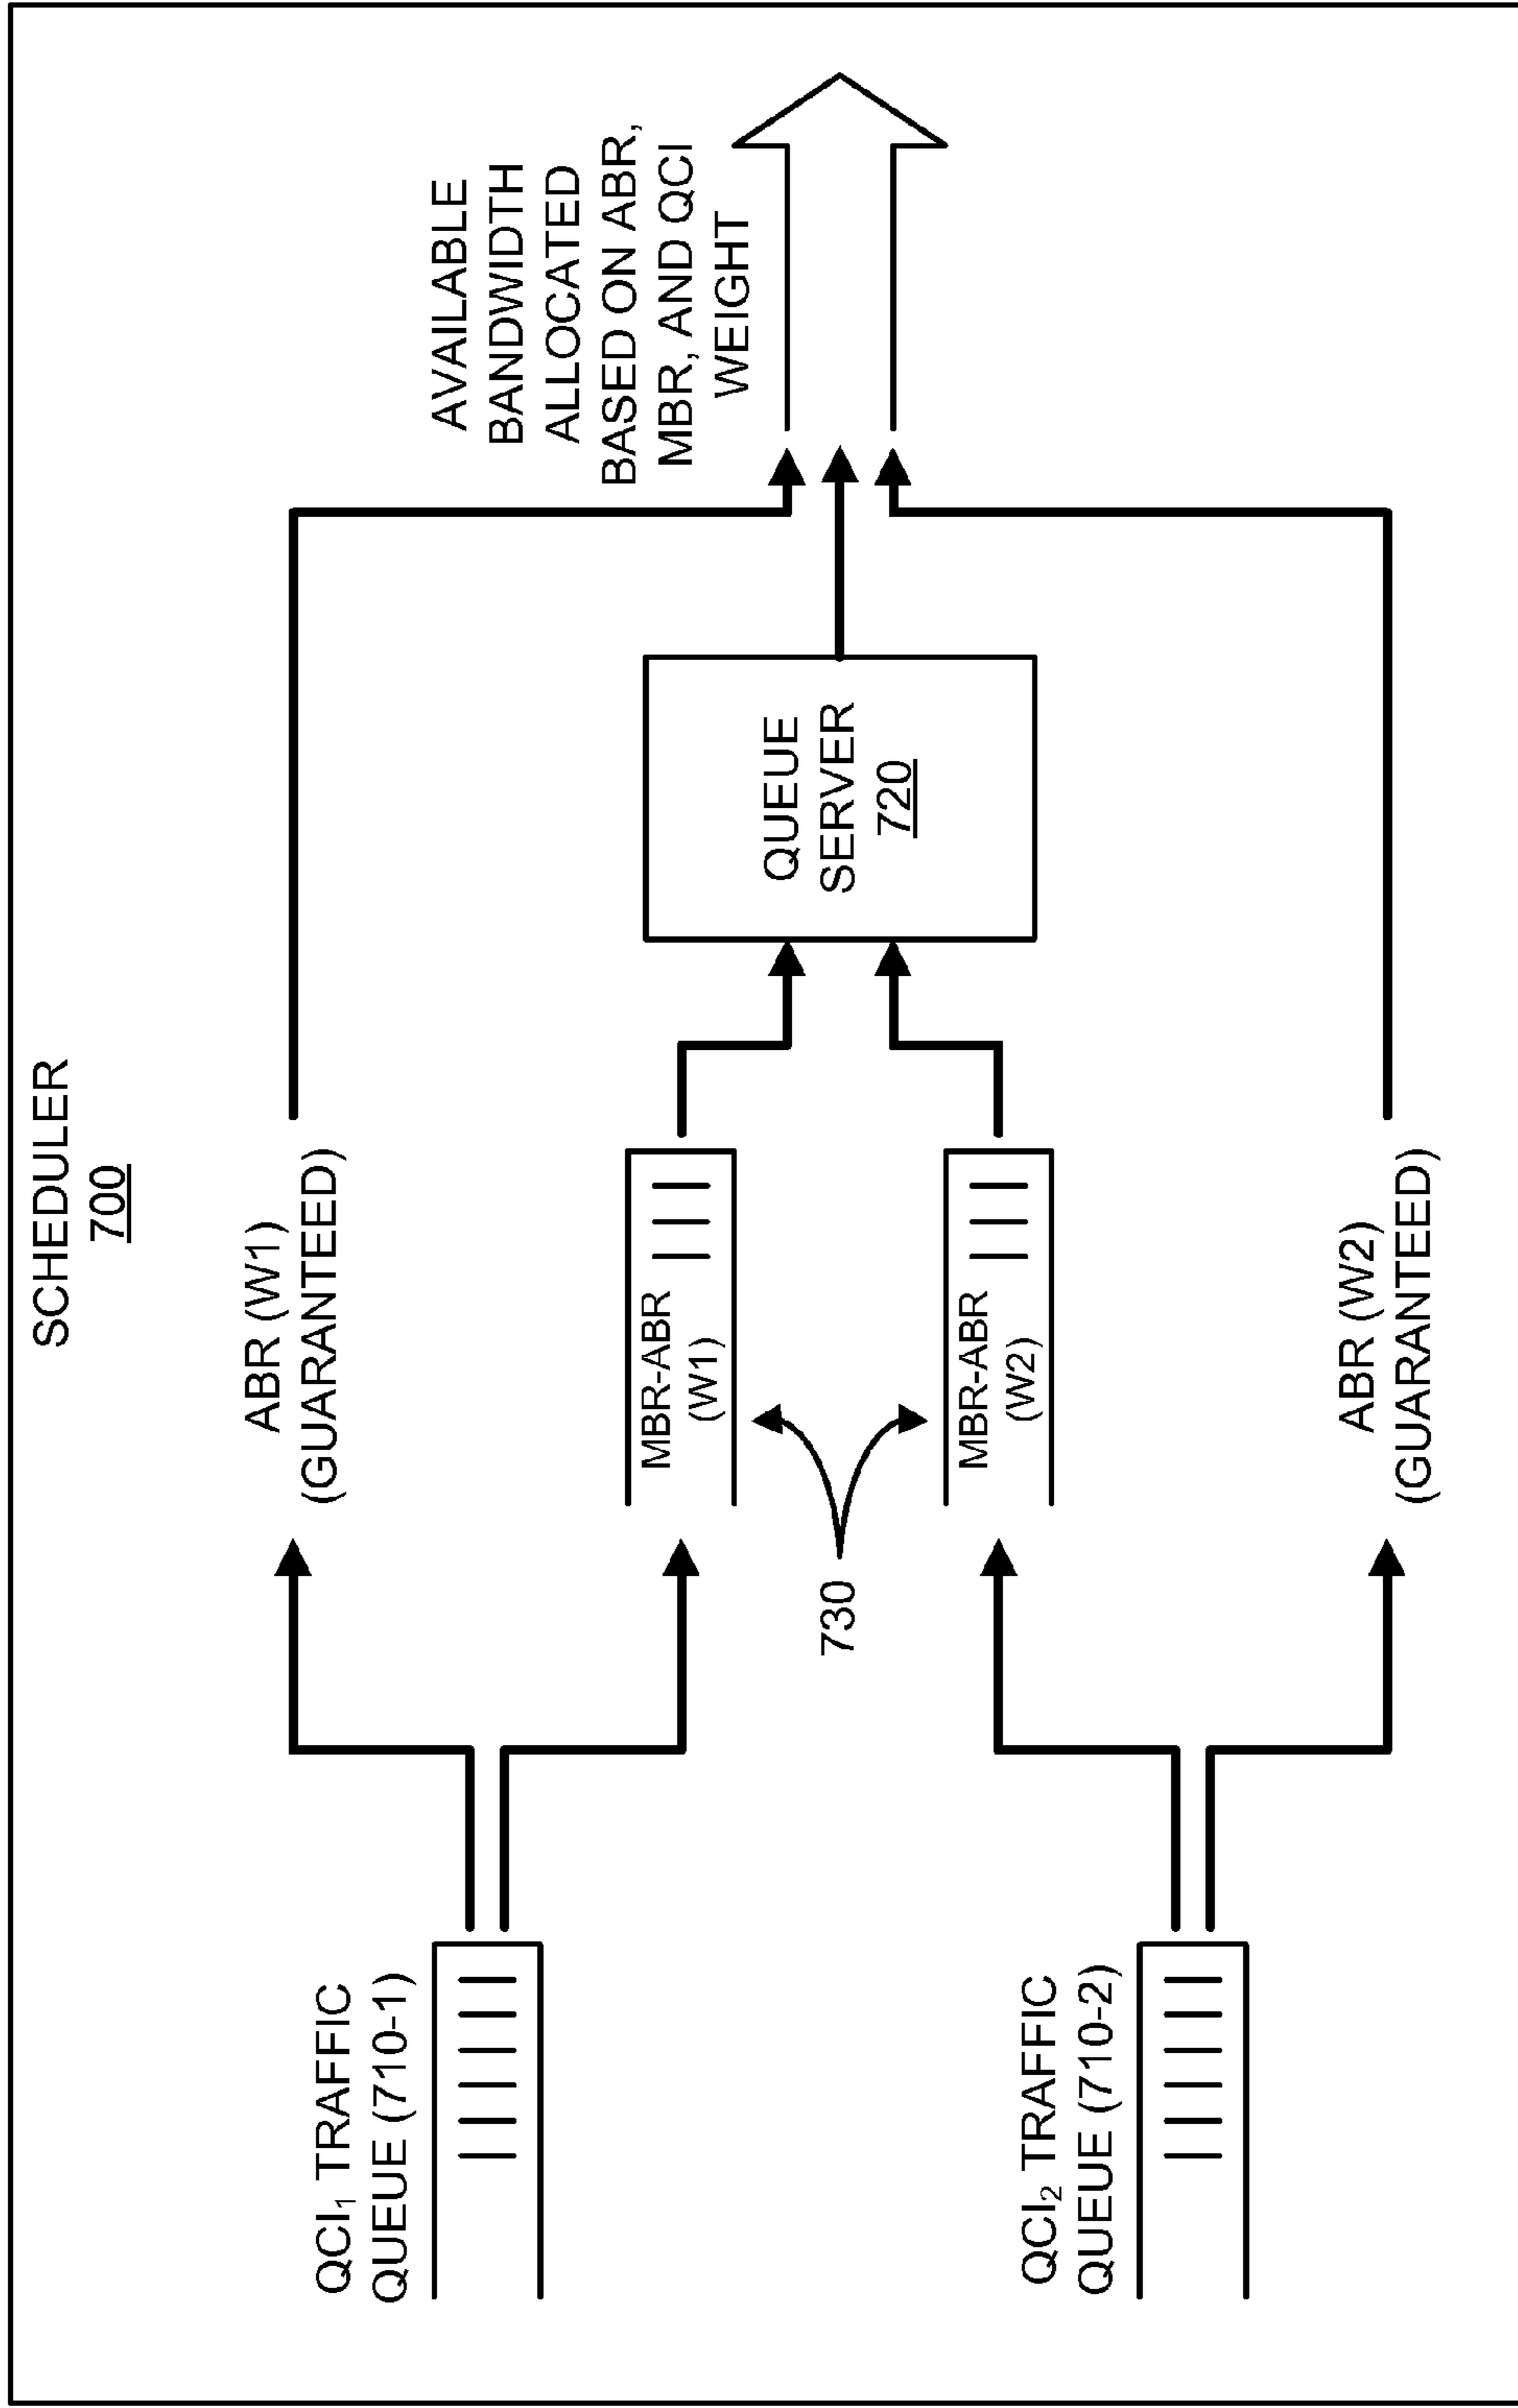 SCHEDULER
700
QCI₁ TRAFFIC
QUEUE (710-1)
ABR (W1)
(GUARANTEED)
MBR-ABR
(W1)
730
MBR-ABR
(W2)
QCI₂ TRAFFIC
QUEUE (710-2)
ABR (W2)
(GUARANTEED)
QUEUE
SERVER
720
AVAILABLE
BANDWIDTH
ALLOCATED
BASED ON ABR,
MBR, AND QCI
WEIGHT